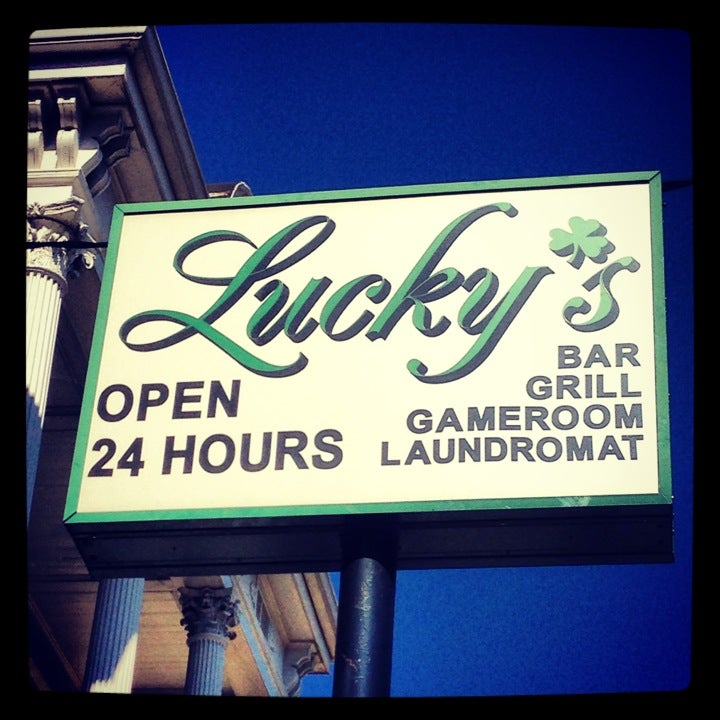 Lucky's
OPEN
24 HOURS
BAR
GRILL
GAMEROOM
LAUNDROMAT